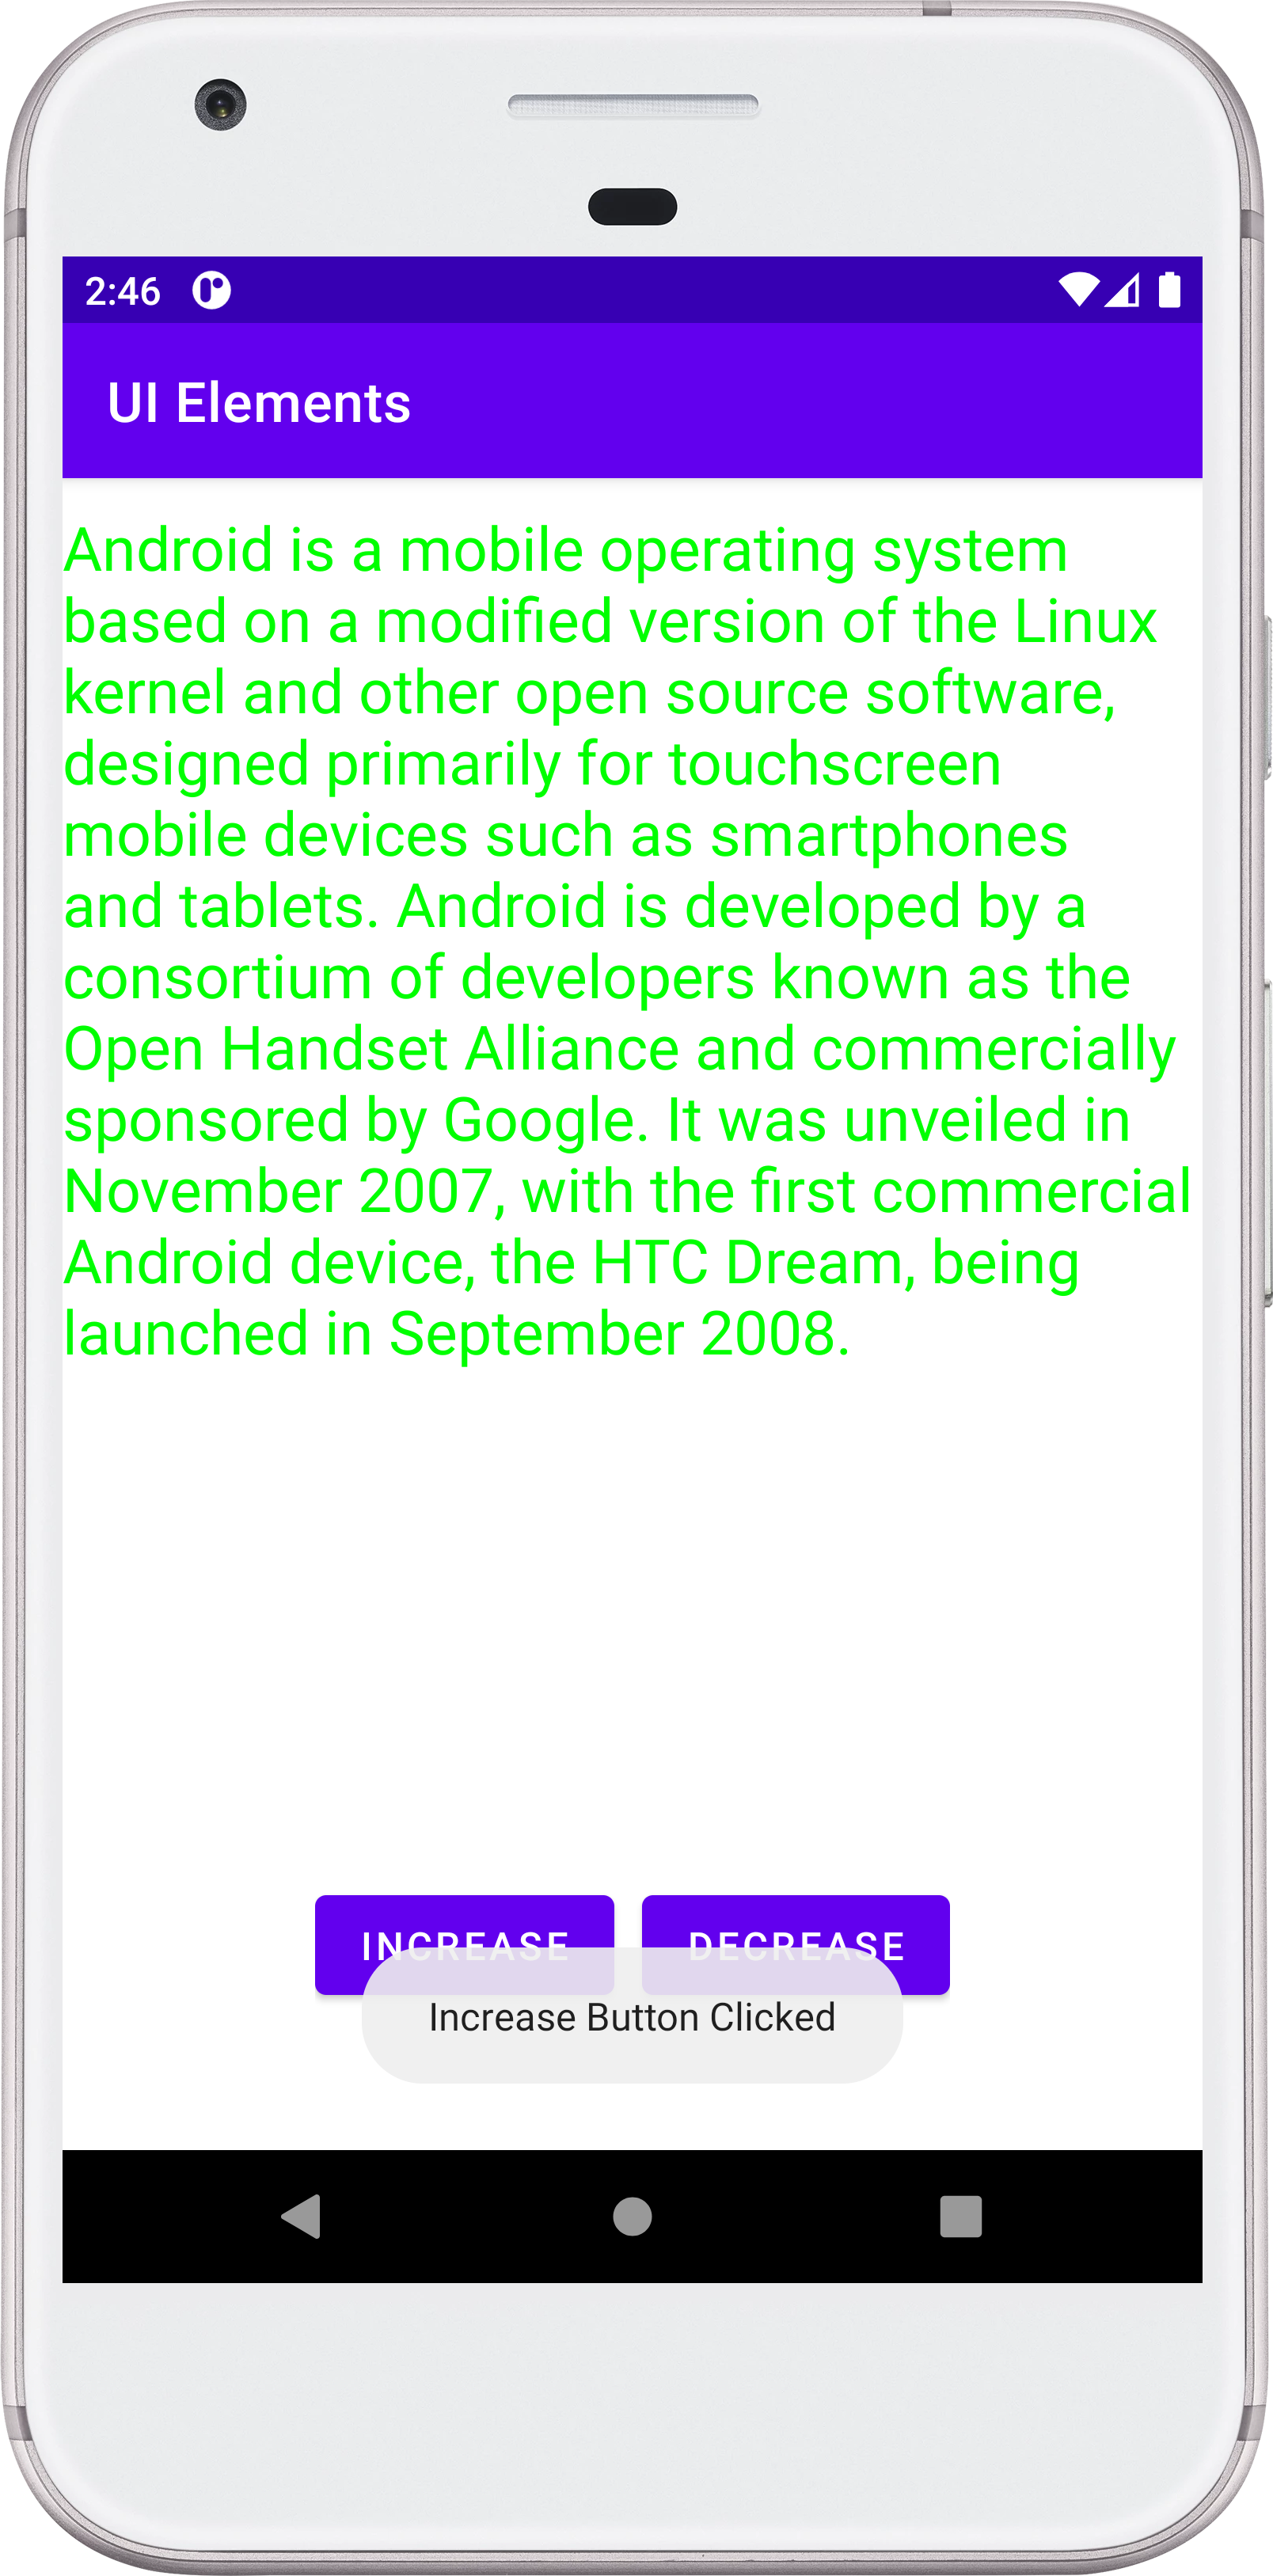 2:46
UI Elements
Android is a mobile operating system
based on a modified version of the Linux
kernel and other open source software,
designed primarily for touchscreen
mobile devices such as smartphones
and tablets. Android is developed by a
consortium of developers known as the
Open Handset Alliance and commercially
sponsored by Google. It was unveiled in
November 2007, with the first commercial
Android device, the HTC Dream, being
launched in September 2008.
INCREASE DECREASE
Increase Button Clicked